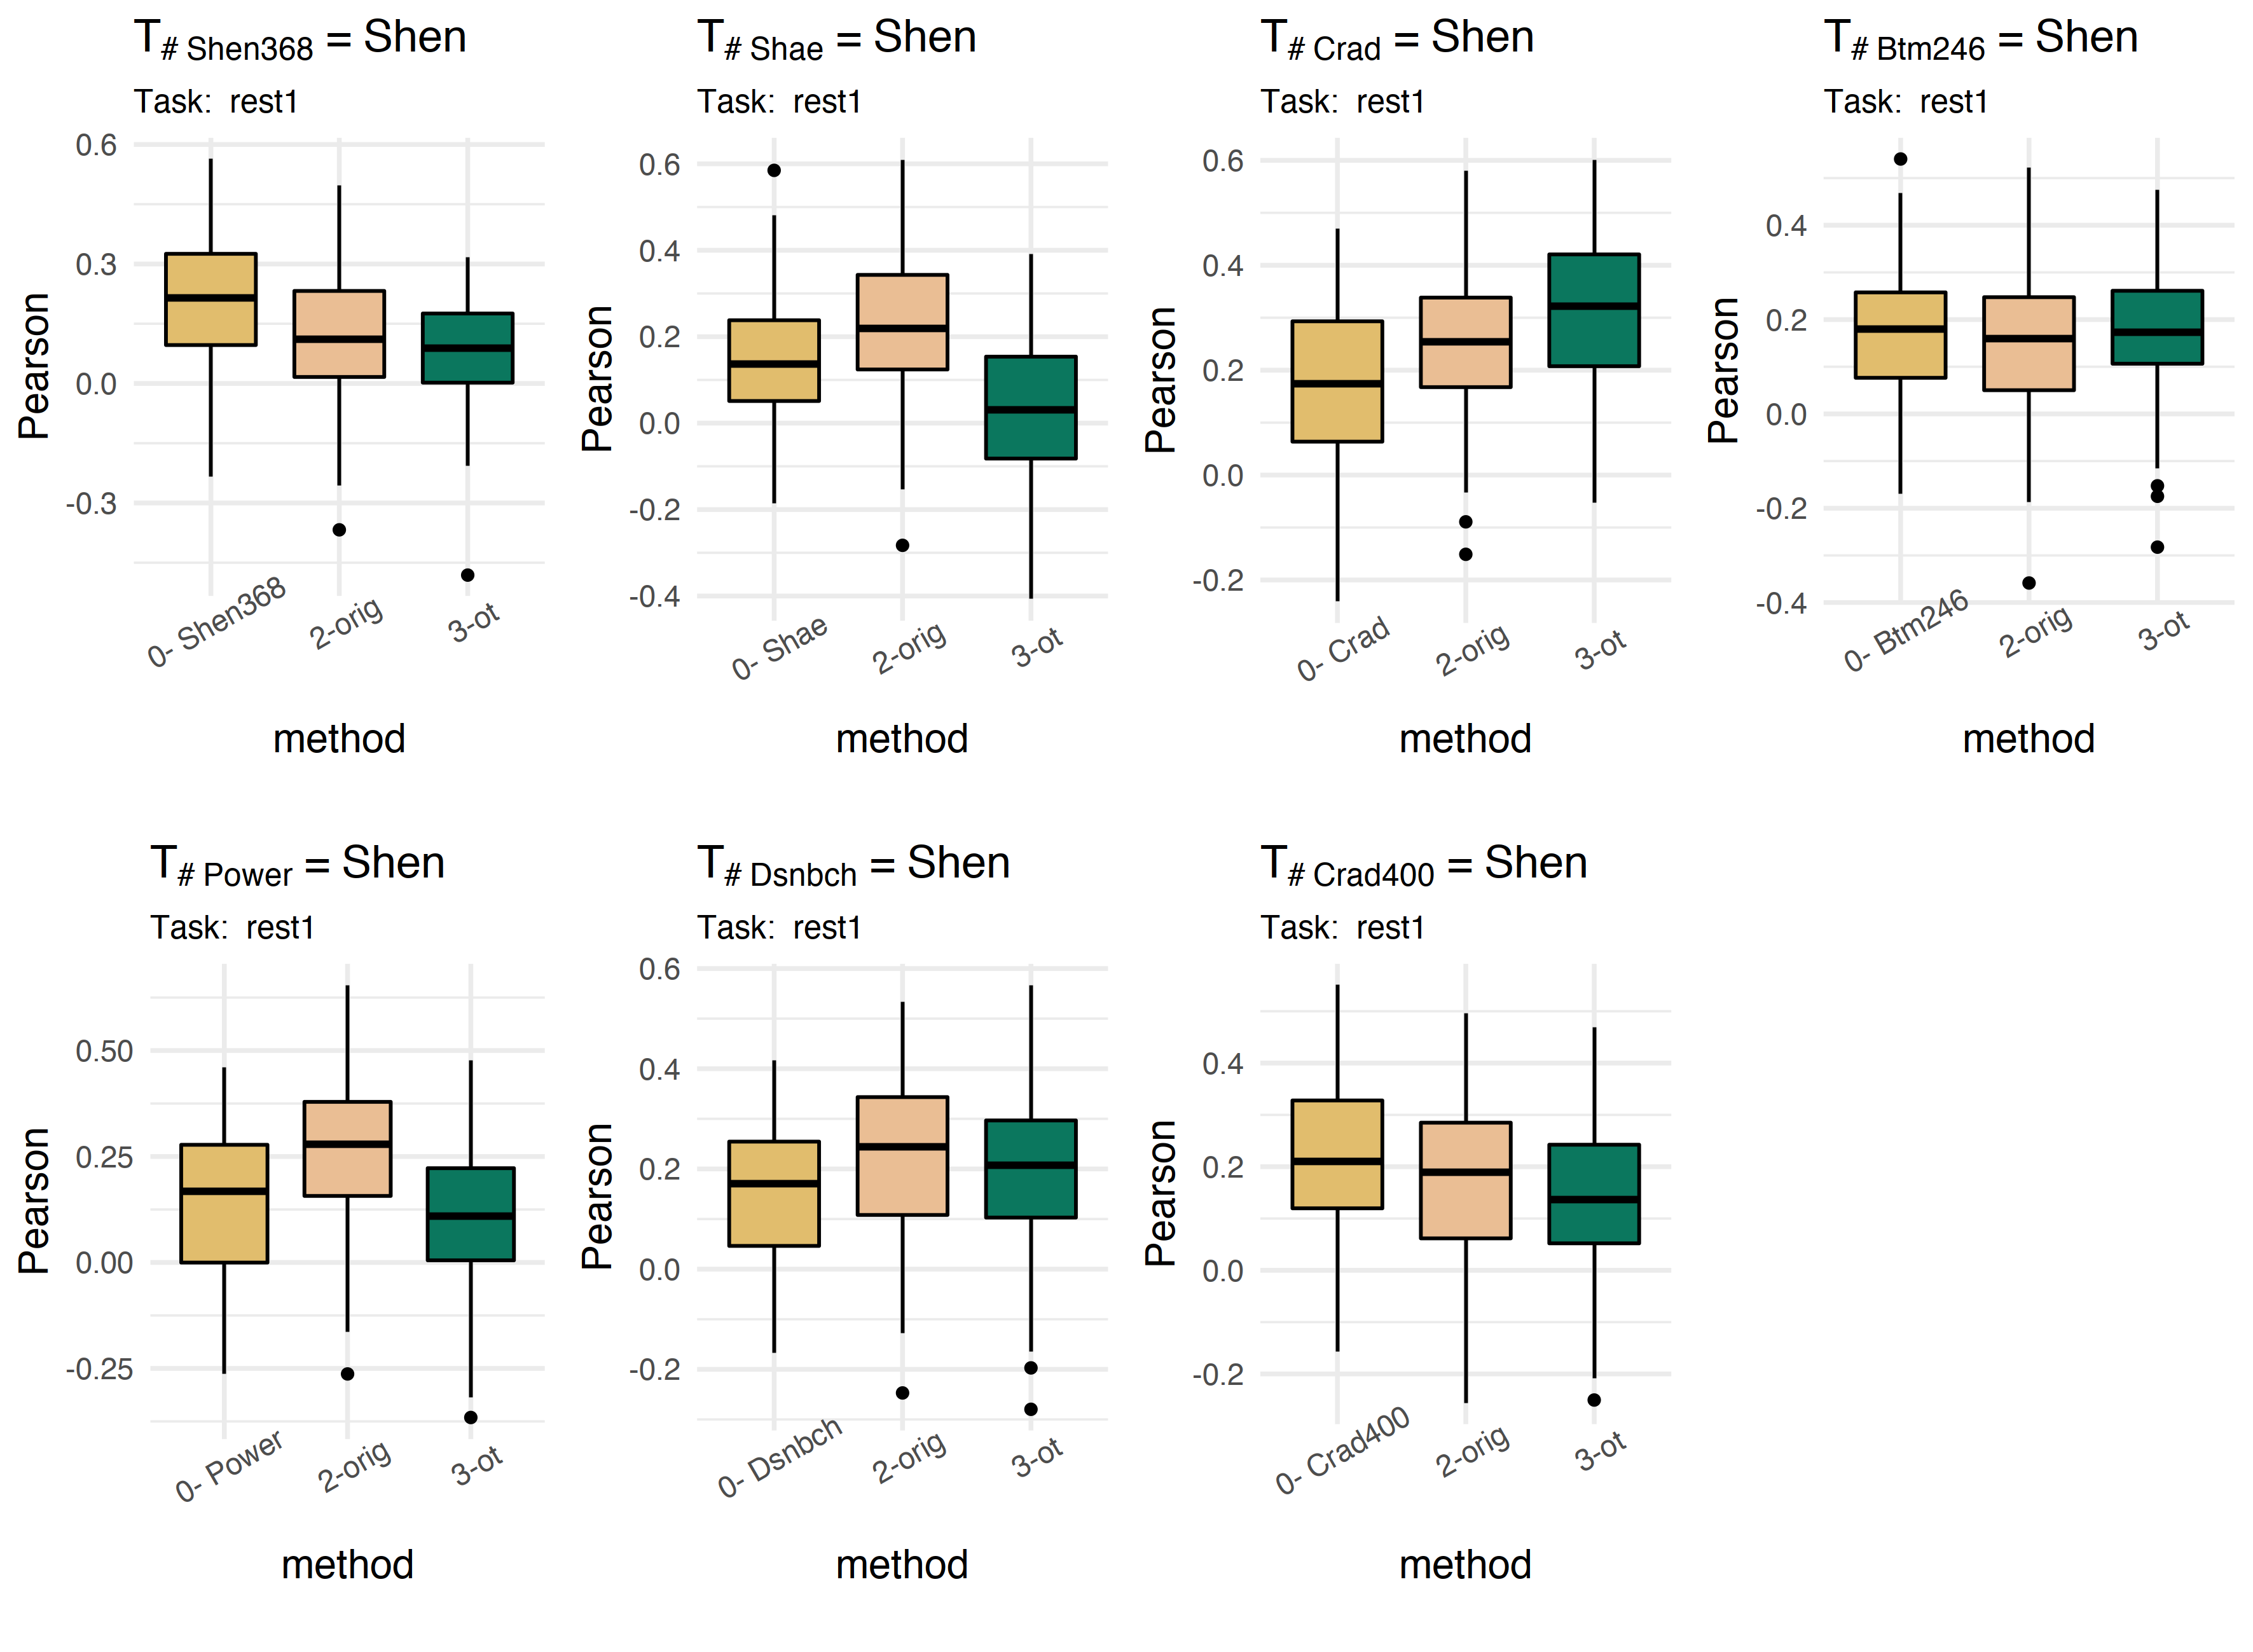 T# Shen368 = Shen
Task: rest1
Pearson
0.6
0.3
0.0
-0.3
0- Shen368
2-orig
3-ot
method
T# Shae = Shen
Task: rest1
Pearson
0.6
0.4
0.2
0.0
-0.2
-0.4
0- Shae
2-orig
3-ot
method
T# Crad = Shen
Task: rest1
Pearson
0.6
0.4
0.2
0.0
-0.2
0- Crad
2-orig
3-ot
method
T# Btm246 = Shen
Task: rest1
Pearson
0.4
0.2
0.0
-0.2
-0.4
0- Btm246
2-orig
3-ot
method
T# Power = Shen
Task: rest1
Pearson
0.50
0.25
0.00
-0.25
0- Power
2-orig
3-ot
method
T# Dsnbch = Shen
Task: rest1
Pearson
0.6
0.4
0.2
0.0
-0.2
0- Dsnbch
2-orig
3-ot
method
T# Crad400 = Shen
Task: rest1
Pearson
0.4
0.2
0.0
-0.2
0- Crad400
2-orig
3-ot
method